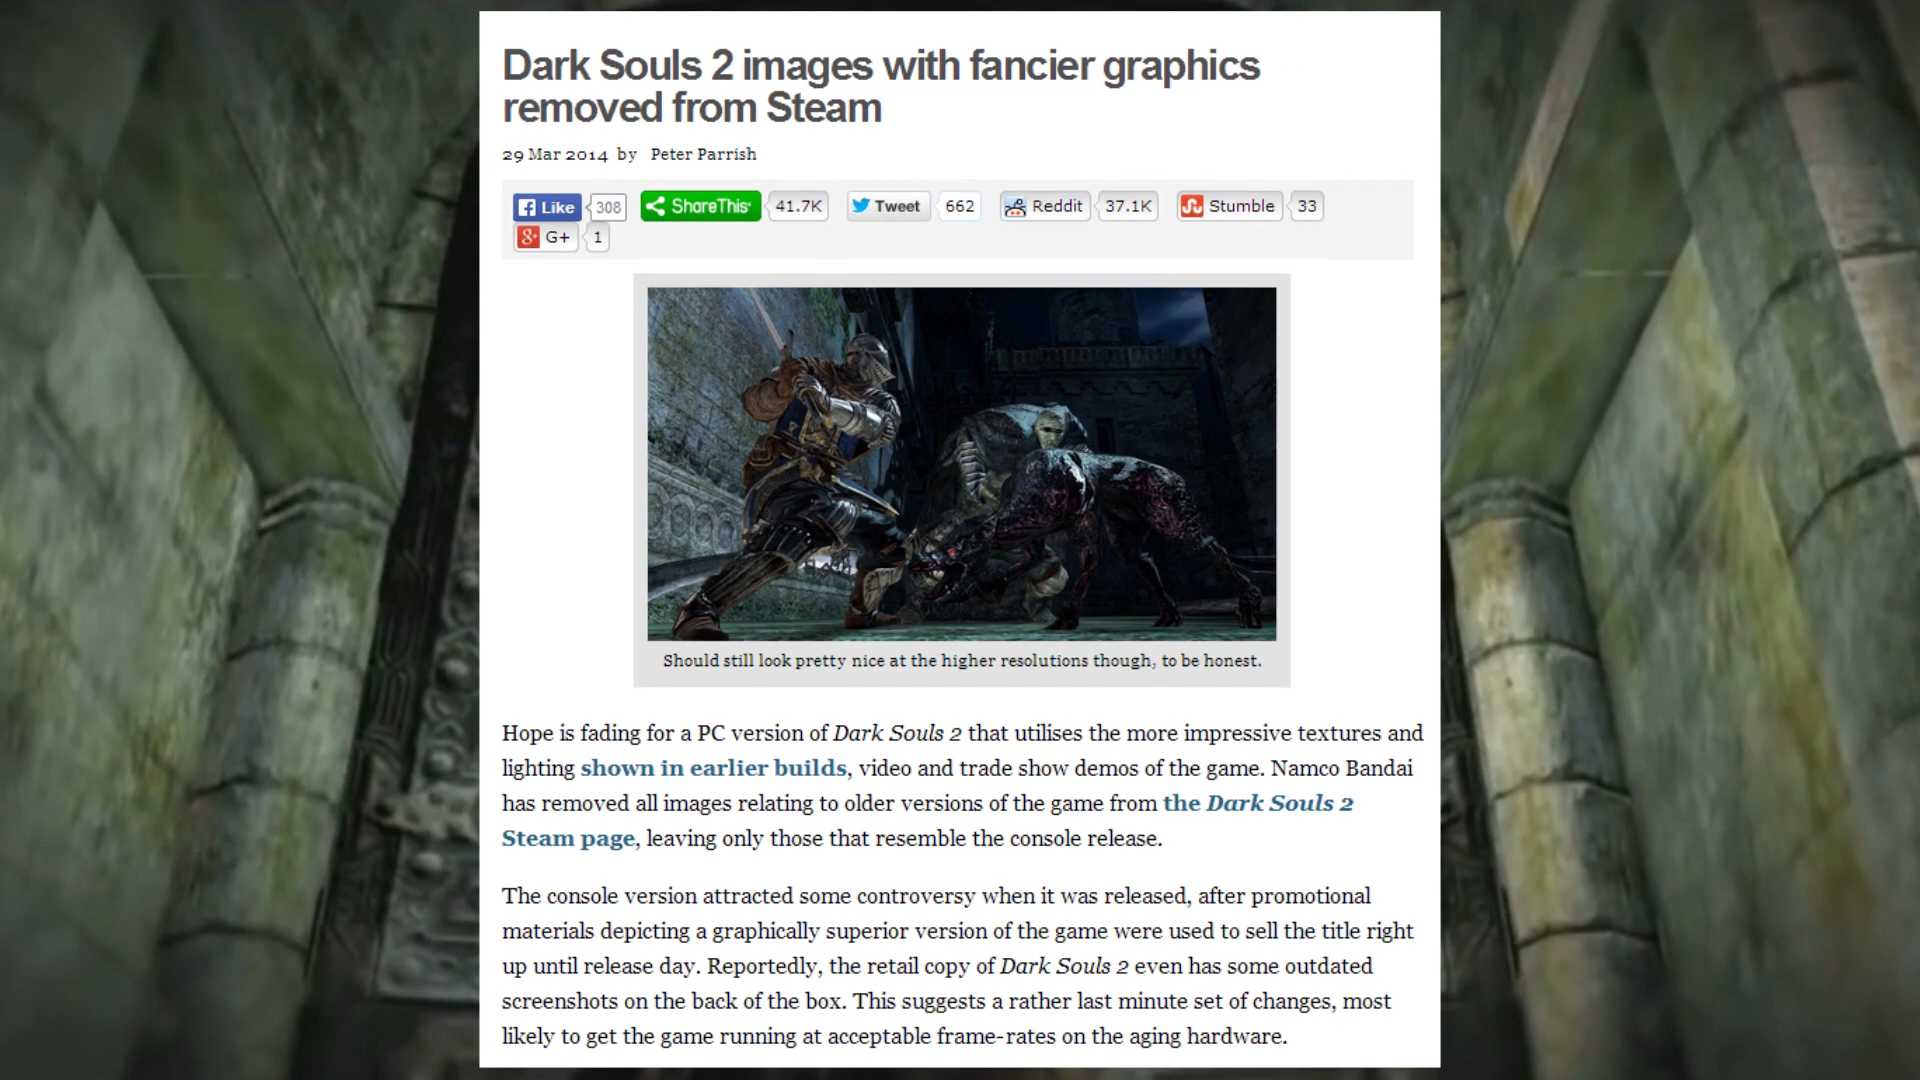 Dark Souls 2 images with fancier graphics
removed from Steam
29 Mar 2014 by Peter Parrish
Like 308 ShareThis 41.7K Tweet 662 Reddit 37.1K Stumble 33
G+ 1
Should still look pretty nice at the higher resolutions though, to be honest.
Hope is fading for a PC version of Dark Souls 2 that utilises the more impressive textures and
lighting shown in earlier builds, video and trade show demos of the game. Namco Bandai
has removed all images relating to older versions of the game from the Dark Souls 2
Steam page, leaving only those that resemble the console release.
The console version attracted some controversy when it was released, after promotional
materials depicting a graphically superior version of the game were used to sell the title right
up until release day. Reportedly, the retail copy of Dark Souls 2 even has some outdated
screenshots on the back of the box. This suggests a rather last minute set of changes, most
likely to get the game running at acceptable frame-rates on the aging hardware.